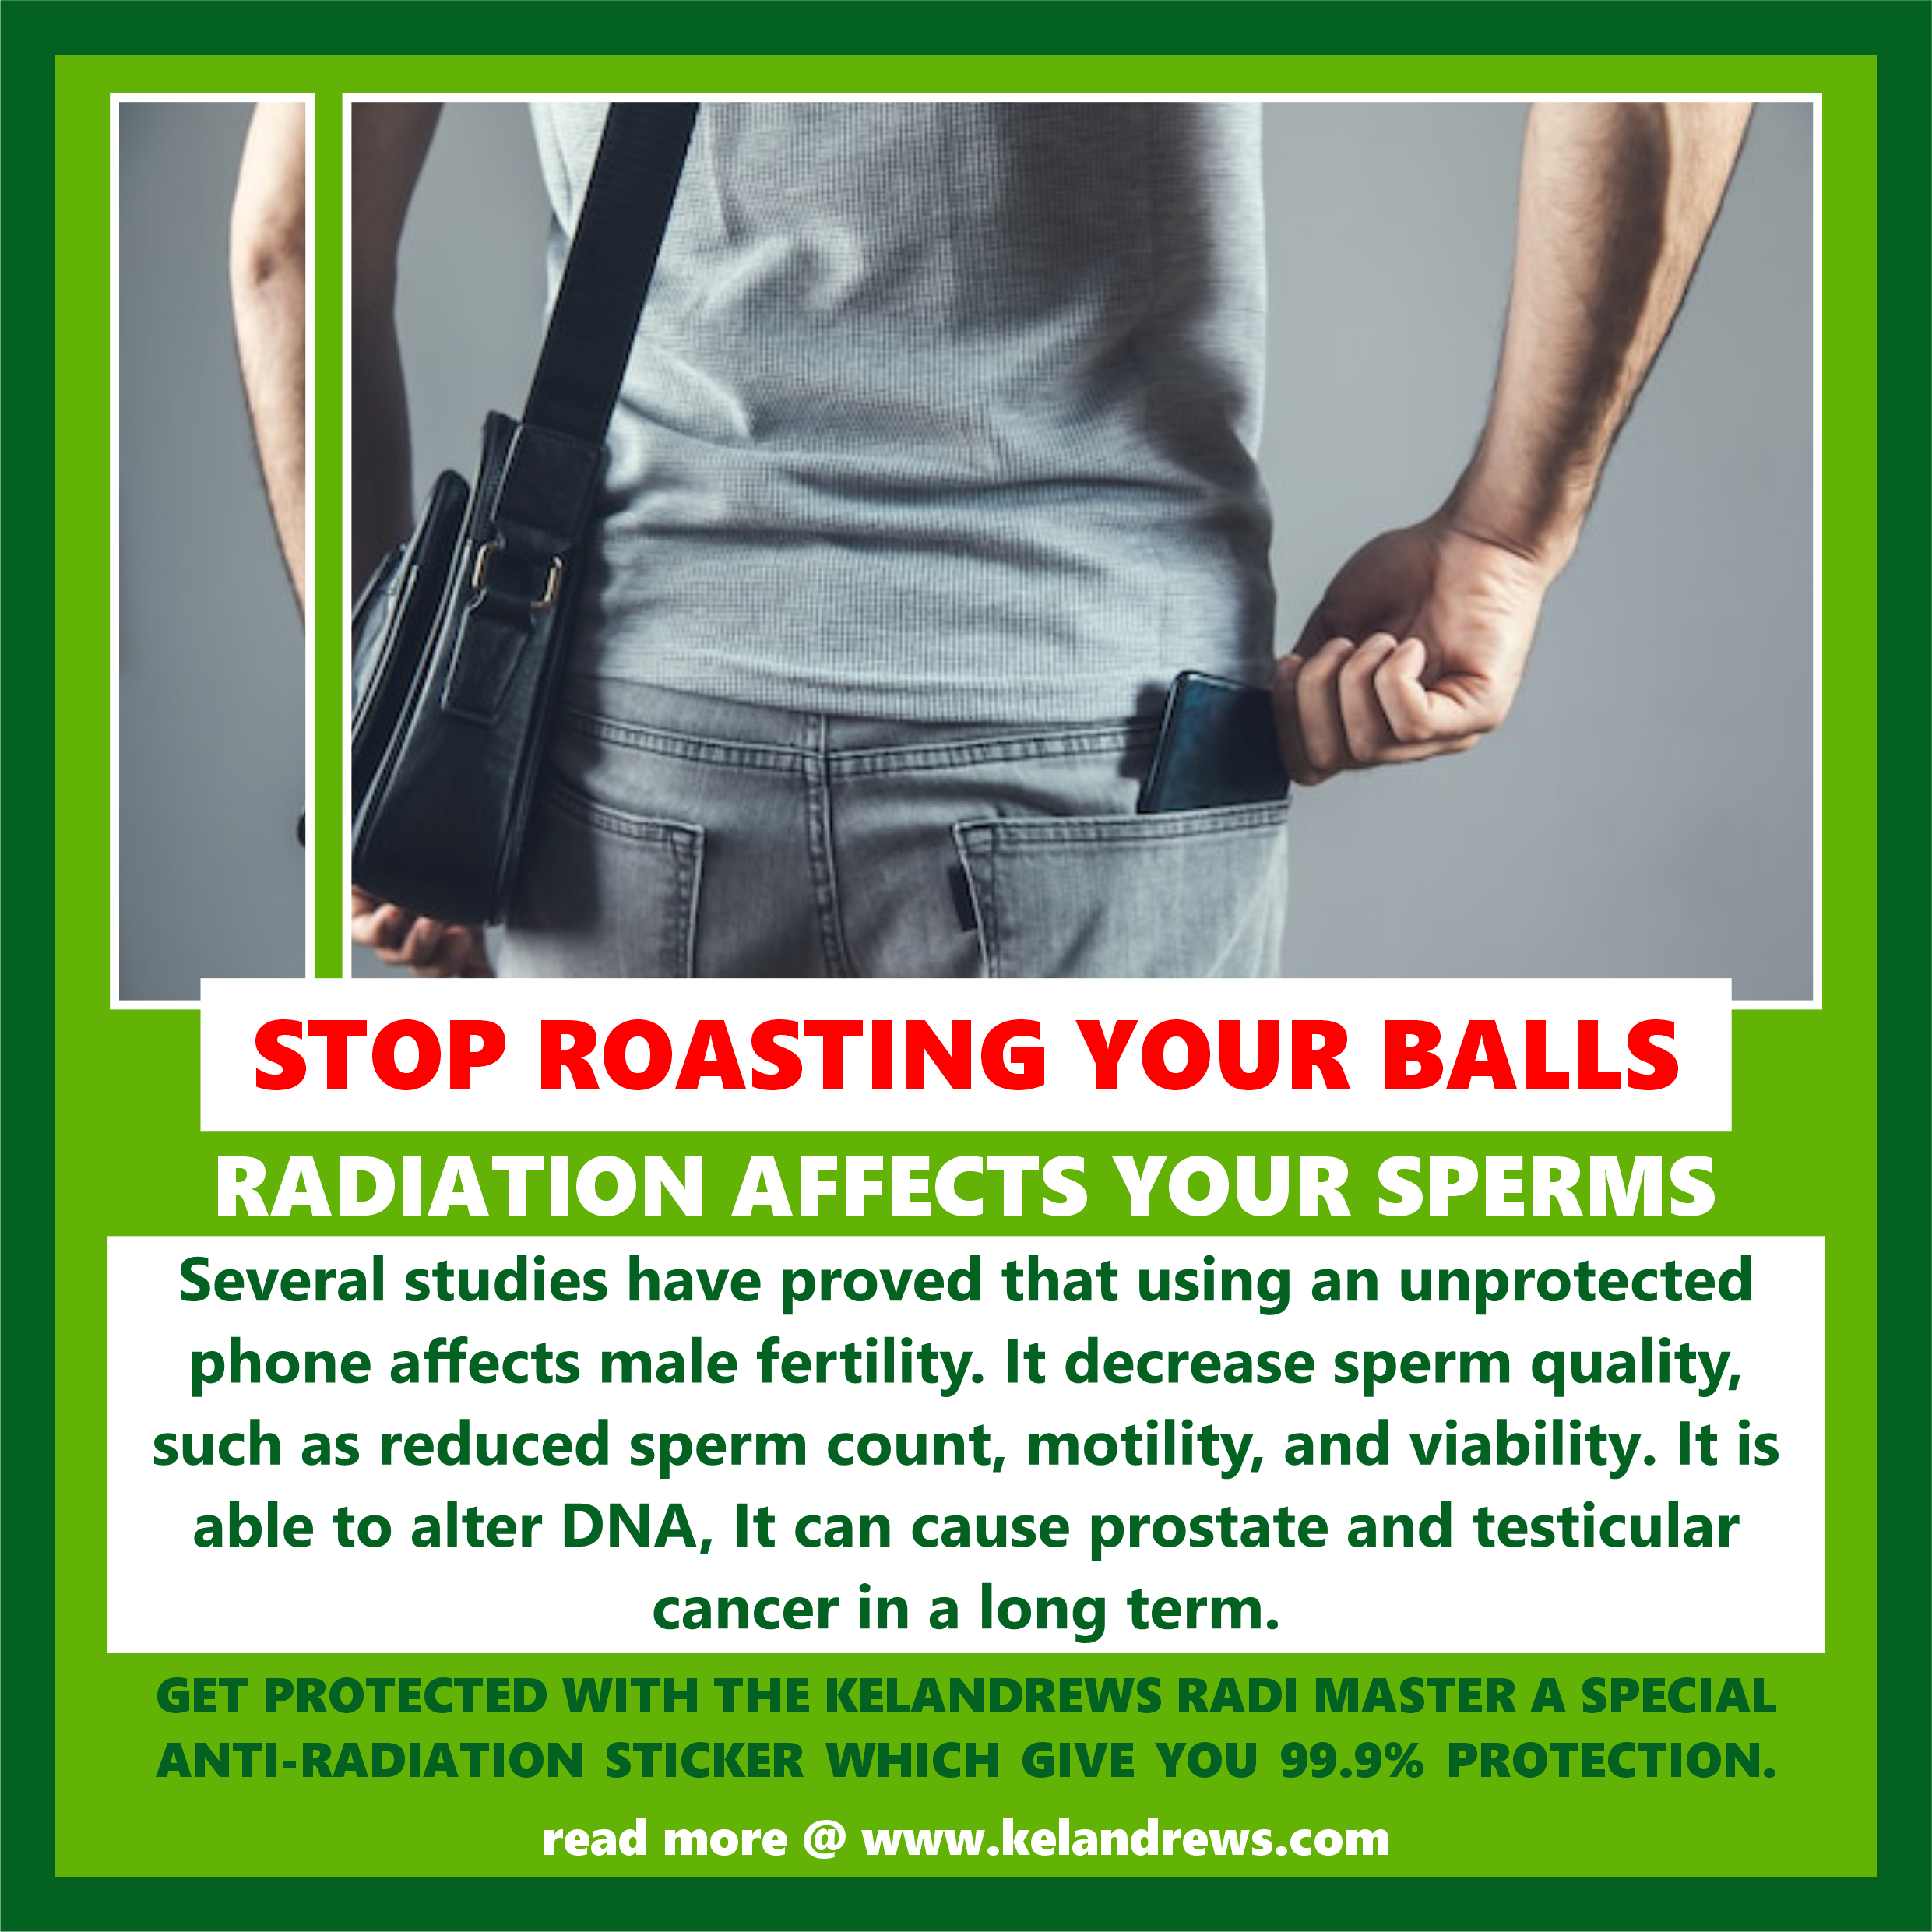 STOP ROASTING YOUR BALLS
RADIATION AFFECTS YOUR SPERMS
Several studies have proved that using an unprotected
phone affects male fertility. It decrease sperm quality,
such as reduced sperm count, motility, and viability. It is
able to alter DNA, It can cause prostate and testicular
cancer in a long term.
GET PROTECTED WITH THE KELANDREWS RADI MASTER A SPECIAL
ANTI-RADIATION STICKER WHICH GIVE YOU 99.9% PROTECTION.
read more @ www.kelandrews.com